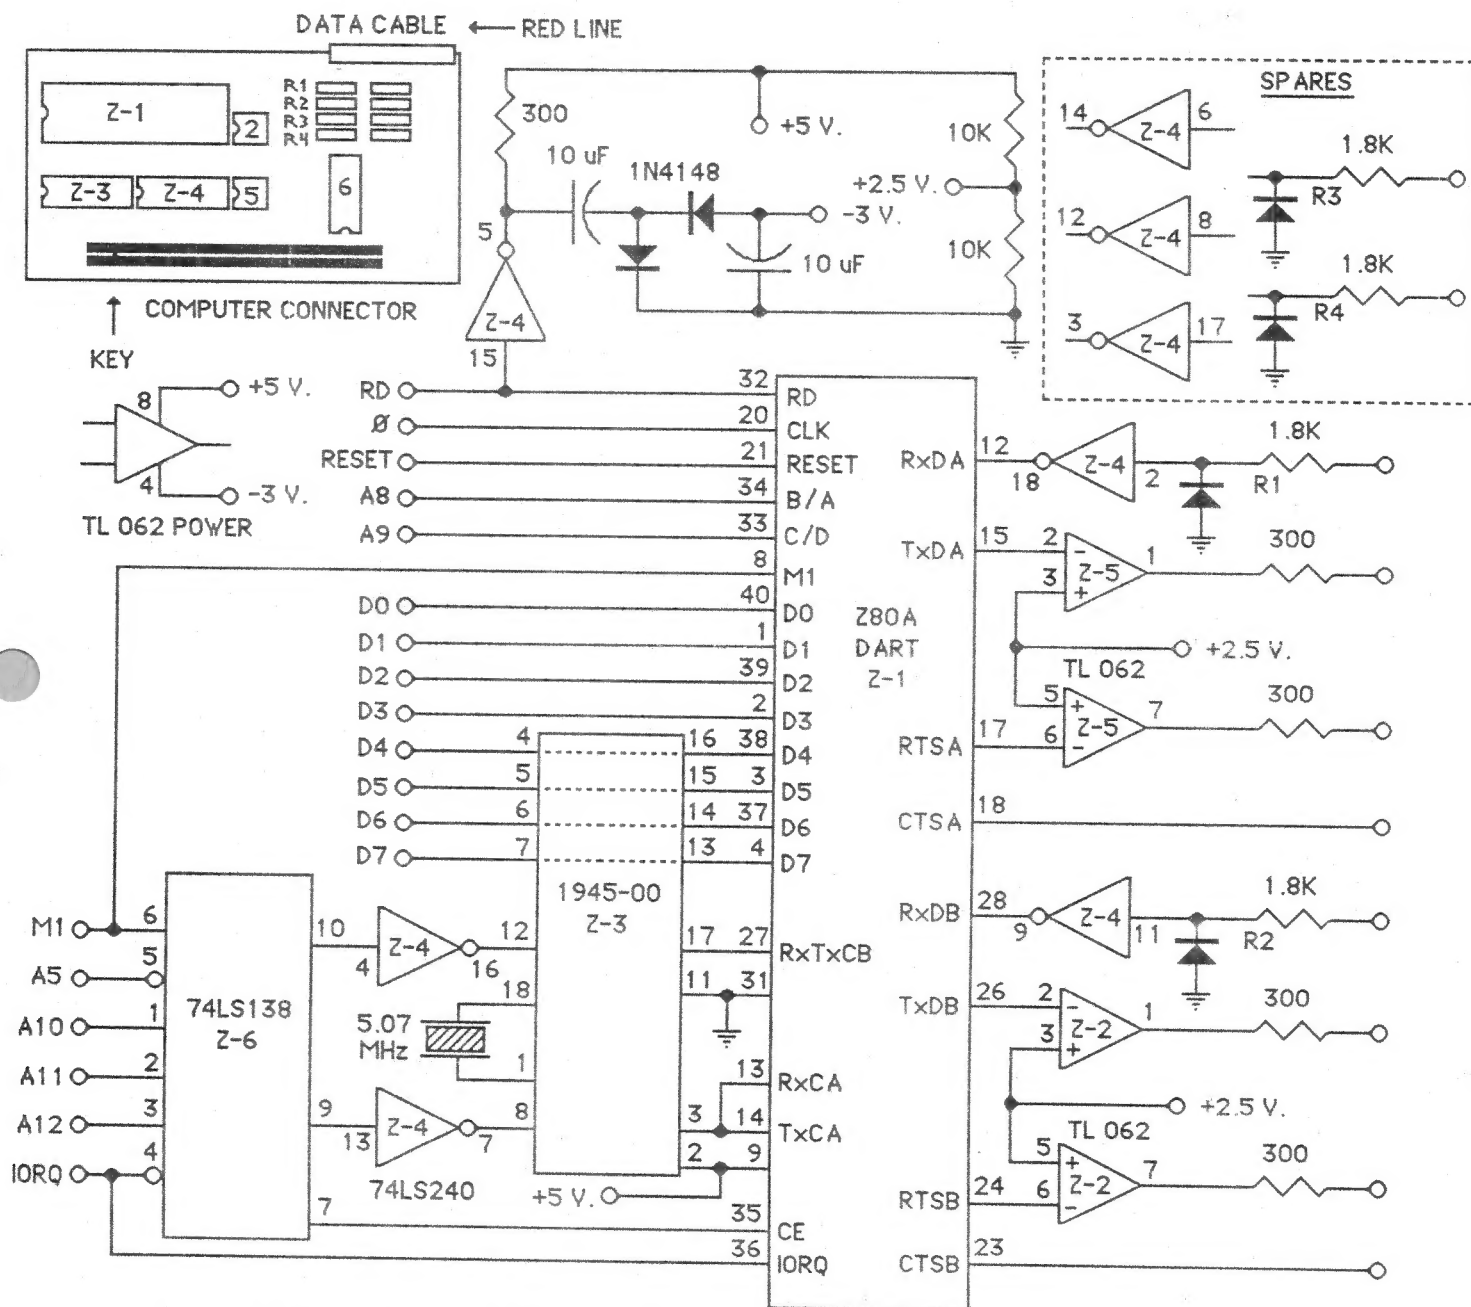 DATA CABLE ← RED LINE
Z-1
2
R1
R2
R3
R4
Z-3
Z-4
5
6
COMPUTER CONNECTOR
KEY
300
10 uF
1N4148
+5 V.
10K
+2.5 V.
-3 V.
10K
10 uF
5
Z-4
15
SPARES
14
Z-4
6
1.8K
R3
12
Z-4
8
1.8K
R4
3
Z-4
17
8
+5 V.
4
-3 V.
TL 062 POWER
RD
32
RD
Ø
20
CLK
RESET
21
RESET
A8
34
B/A
A9
33
C/D
8
M1
D0
40
D0
D1
1
D1
D2
39
D2
D3
2
D3
D4
4
16
38
D4
D5
5
15
3
D5
D6
6
14
37
D6
D7
7
13
4
D7
Z80A
DART
Z-1
1945-00
Z-3
M1
6
A5
5
A10
1
A11
2
A12
3
IORQ
4
74LS138
Z-6
10
4
Z-4
16
12
17
27
RxTxCB
18
11
31
5.07
MHz
1
13
RxCA
9
13
Z-4
7
8
3
14
TxCA
74LS240
2
9
+5 V.
7
35
CE
36
IORQ
RxDA
12
18
Z-4
2
R1
1.8K
TxDA
15
2
-
3
+
Z-5
1
300
+2.5 V.
TL 062
5
+
6
-
Z-5
7
300
RTSA
17
CTSA
18
RxDB
28
9
Z-4
11
R2
1.8K
TxDB
26
2
-
3
+
Z-2
1
300
+2.5 V.
TL 062
5
+
6
-
Z-2
7
300
RTSB
24
CTSB
23